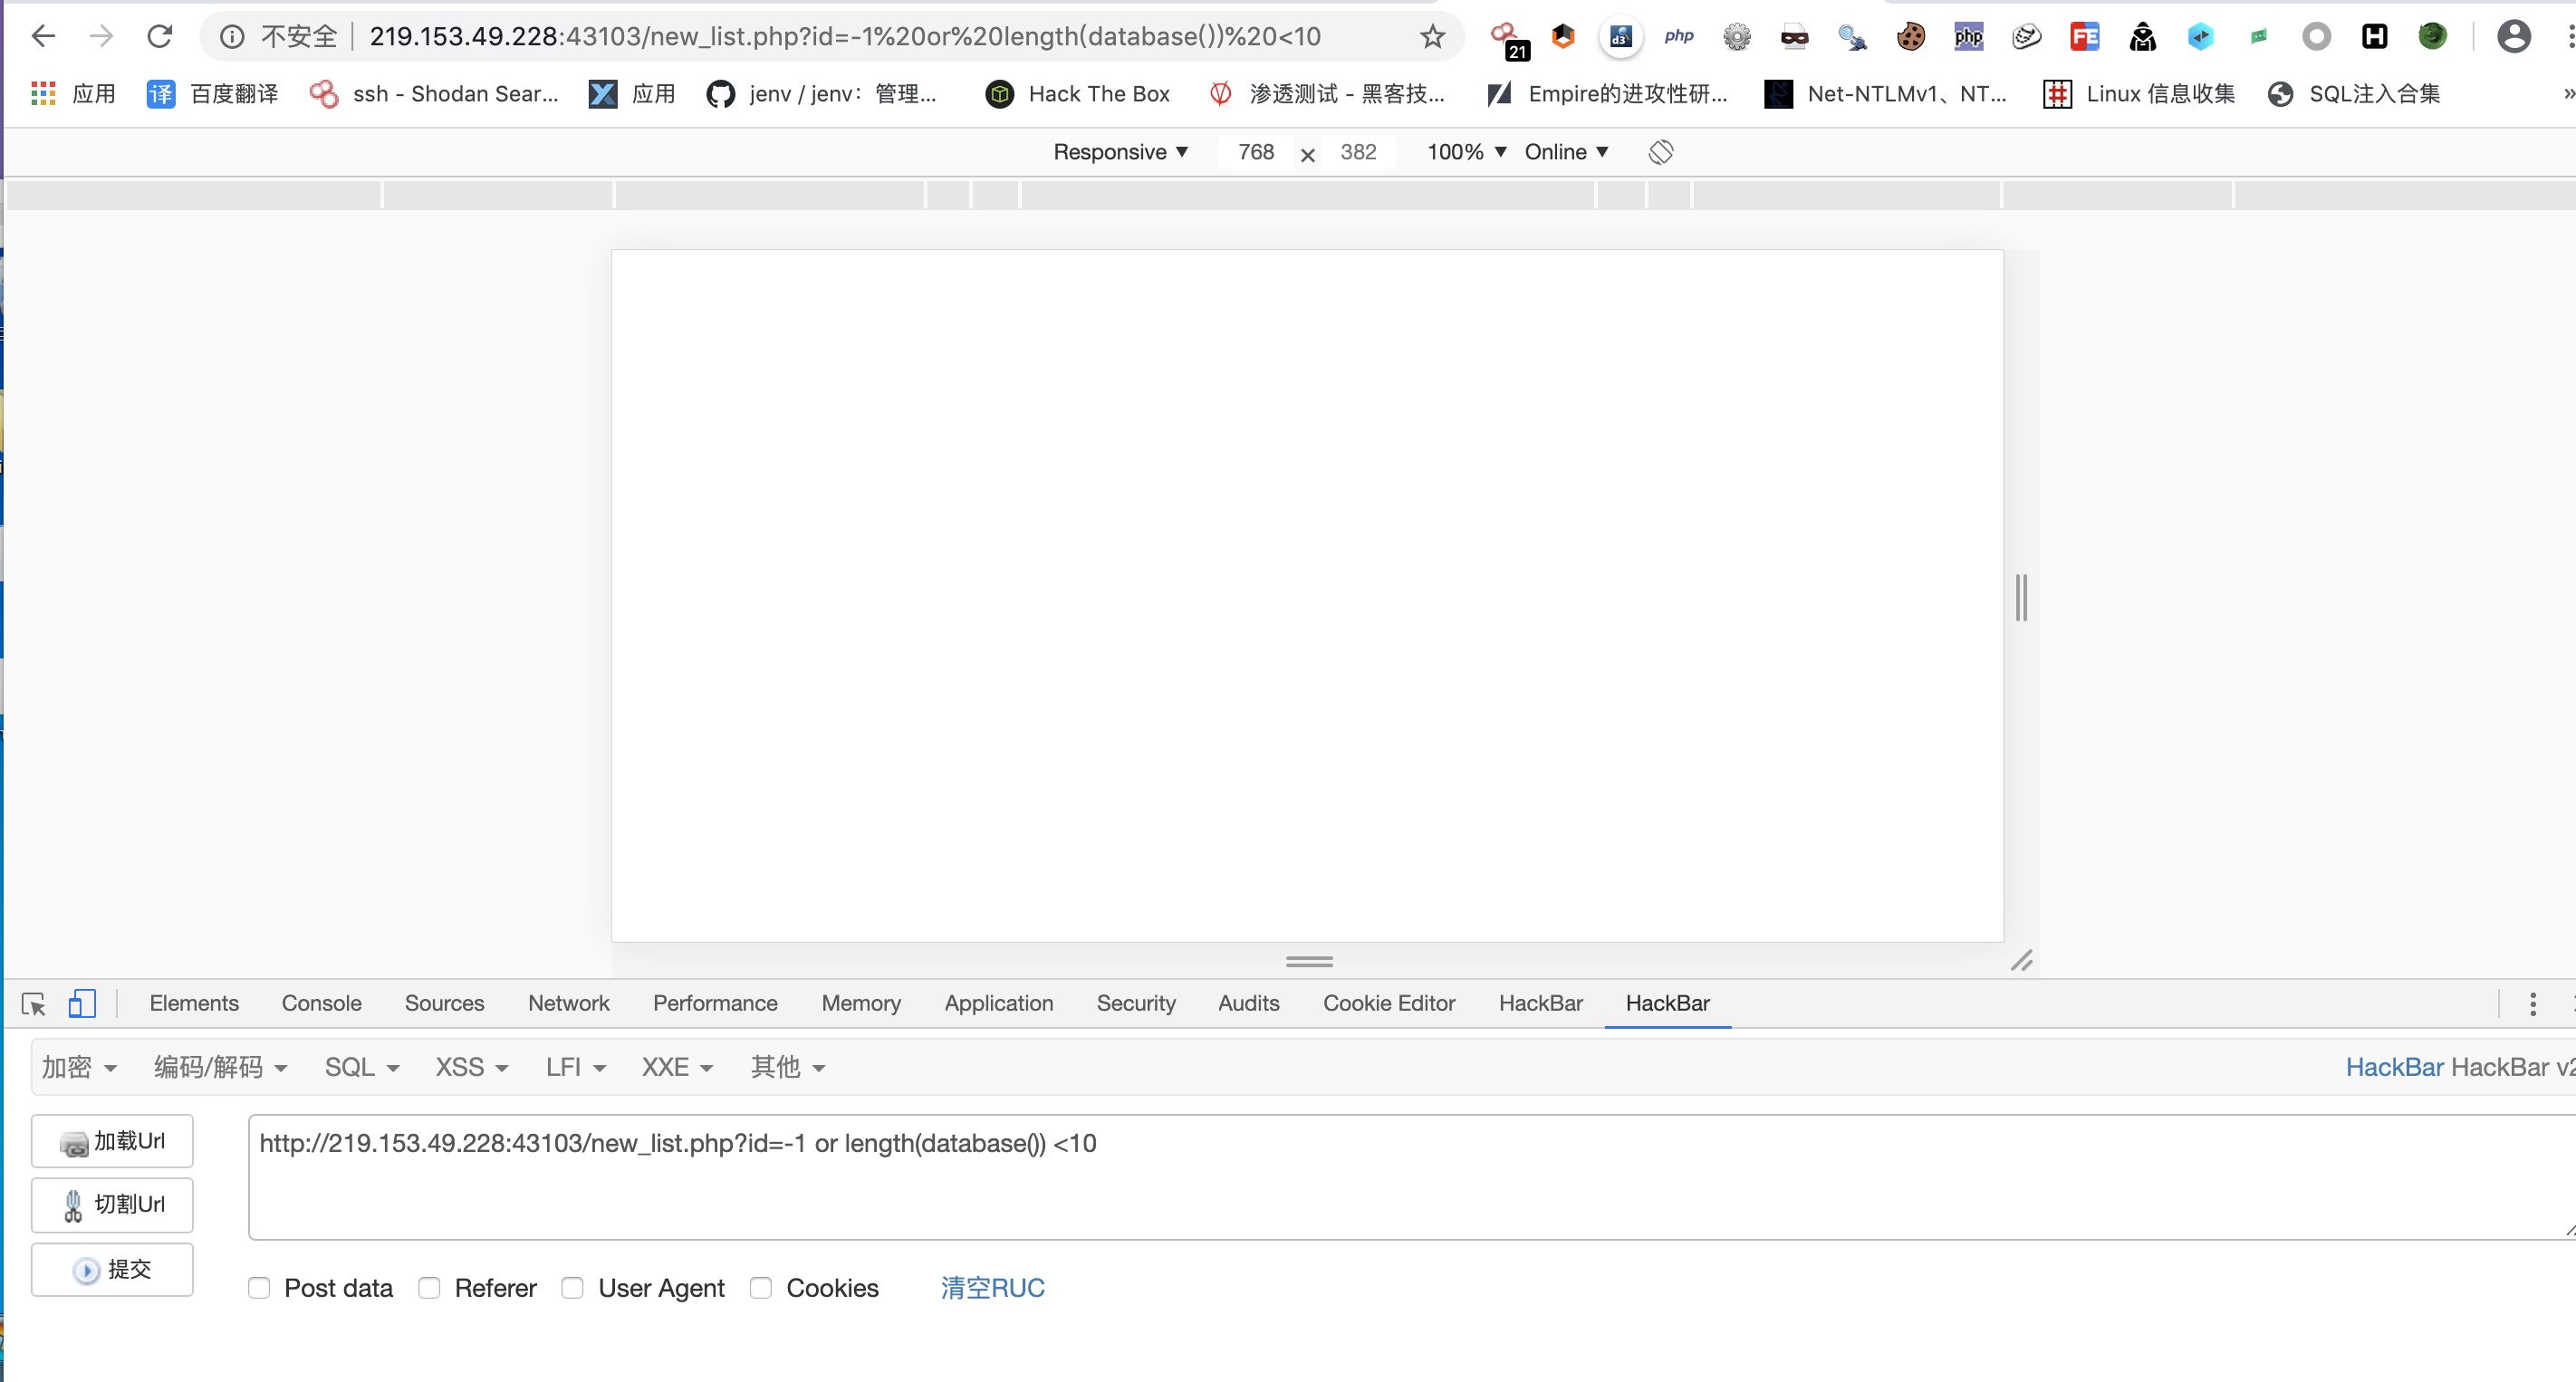 不安全 219.153.49.228:43103/new_list.php?id=-1%20or%20length(database())%20<10
21 d3 php php FE H
应用 译 百度翻译 ssh - Shodan Sear... 应用 jenv / jenv：管理... Hack The Box 渗透测试 - 黑客技... Empire的进攻性研... Net-NTLMv1、NT... Linux 信息收集 SQL注入合集 »
Responsive ▼ 768 × 382 100% ▼ Online ▼
Elements Console Sources Network Performance Memory Application Security Audits Cookie Editor HackBar HackBar
加密 编码/解码 SQL XSS LFI XXE 其他 HackBar HackBar v2
加载Url http://219.153.49.228:43103/new_list.php?id=-1 or length(database()) <10
切割Url
提交
Post data Referer User Agent Cookies 清空RUC